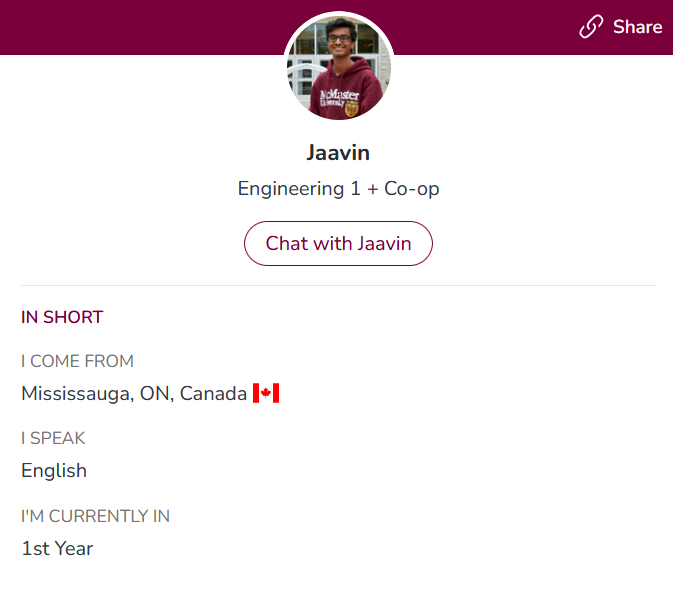 Share
McMaster
University
Jaavin
Engineering 1 + Co-op
Chat with Jaavin
IN SHORT
I COME FROM
Mississauga, ON, Canada
I SPEAK
English
I'M CURRENTLY IN
1st Year